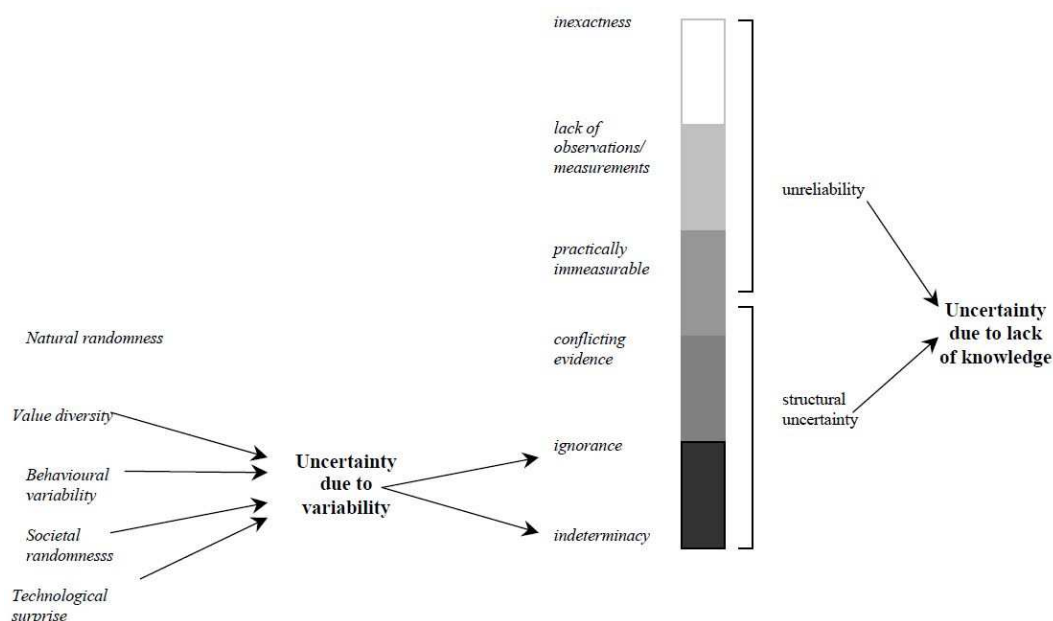 inexactness
lack of
observations/
measurements
unreliability
practically
immeasurable
Uncertainty
due to lack
of knowledge
Natural randomness
conflicting
evidence
structural
uncertainty
Value diversity
ignorance
Uncertainty
due to
variability
Behavioural
variability
Societal
randomnesss
indeterminacy
Technological
surprise